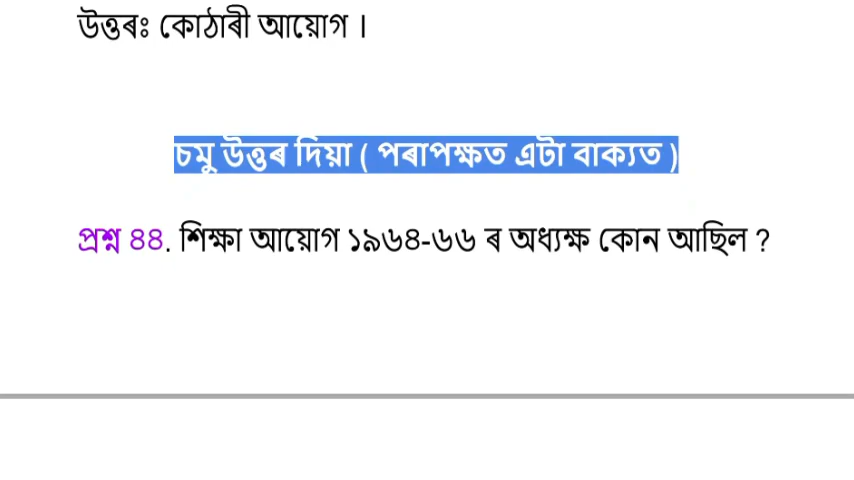 উত্তৰঃ কোঠাৰী আয়োগ ।
চমু উত্তৰ দিয়া ( পৰাপক্ষত এটা বাক্যত )
প্ৰশ্ন ৪৪. শিক্ষা আয়োগ ১৯৬৪-৬৬ ৰ অধ্যক্ষ কোন আছিল ?